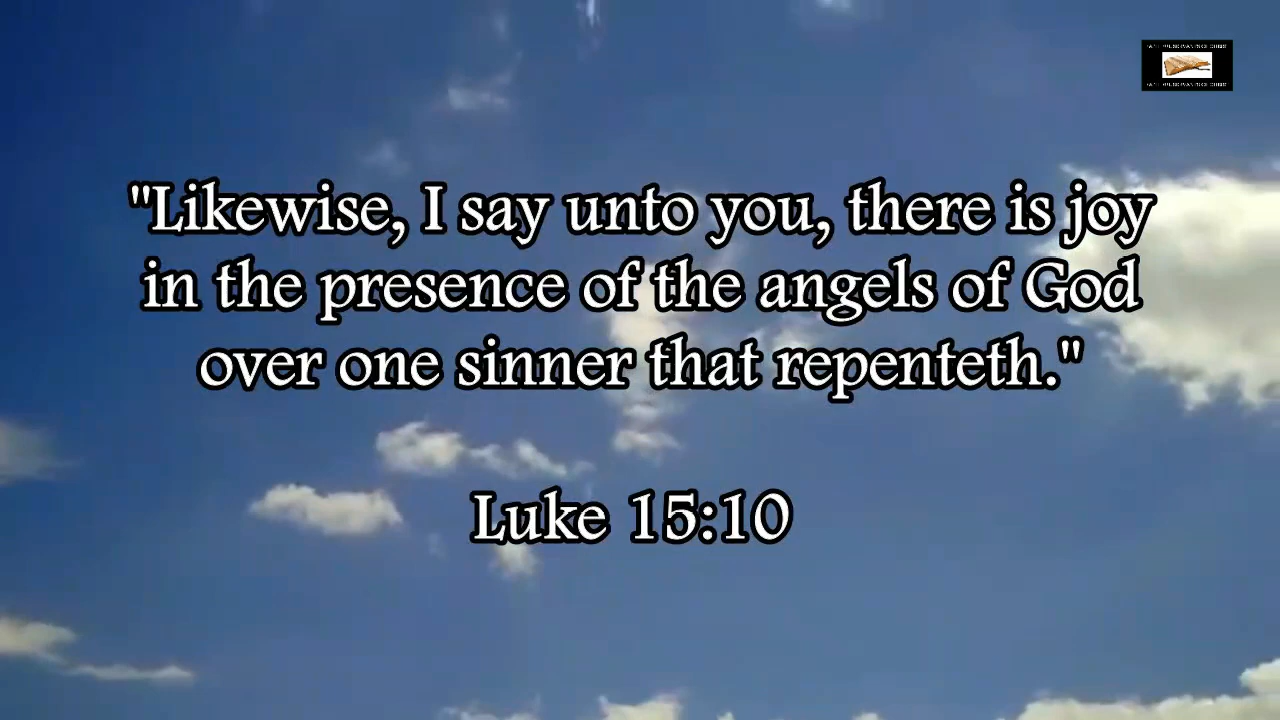 "Likewise, I say unto you, there is joy
in the presence of the angels of God
over one sinner that repenteth."
Luke 15:10